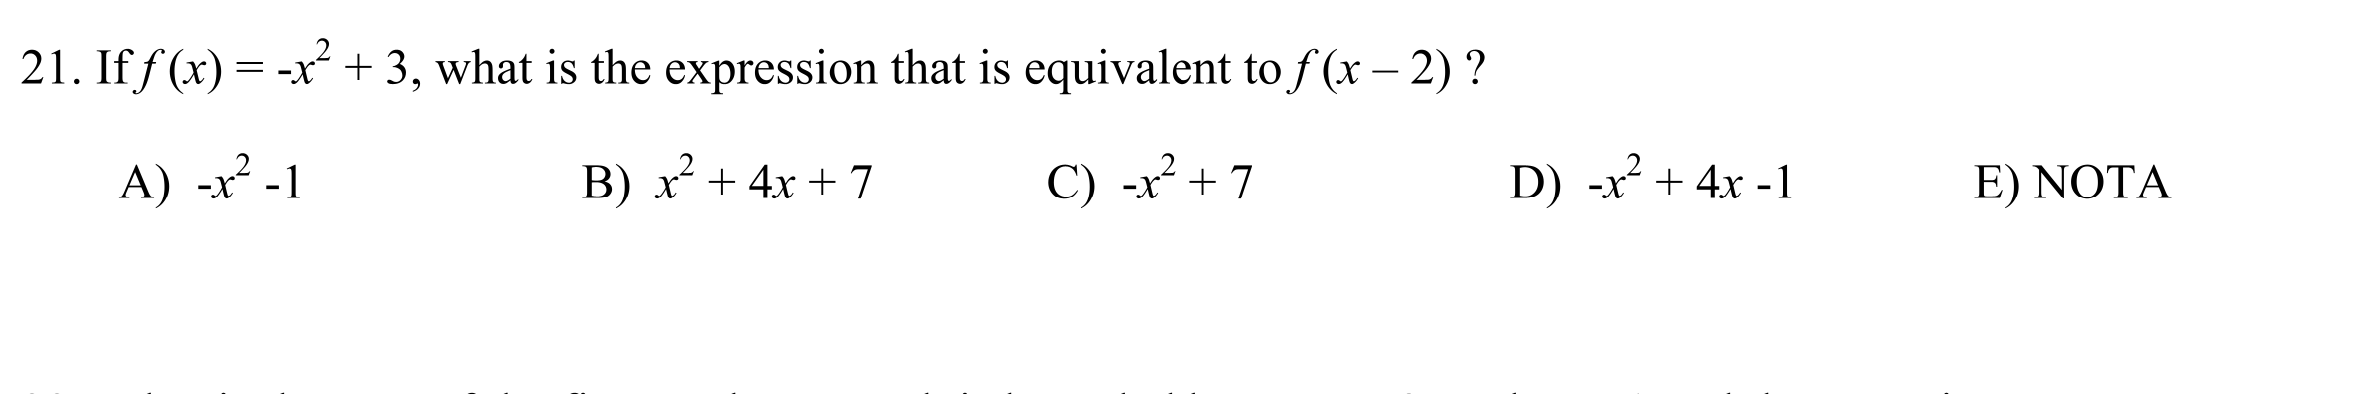 21. If f (x) = -x² + 3, what is the expression that is equivalent to f (x – 2) ?
A) -x² -1 B) x² + 4x + 7 C) -x² + 7 D) -x² + 4x -1 E) NOTA